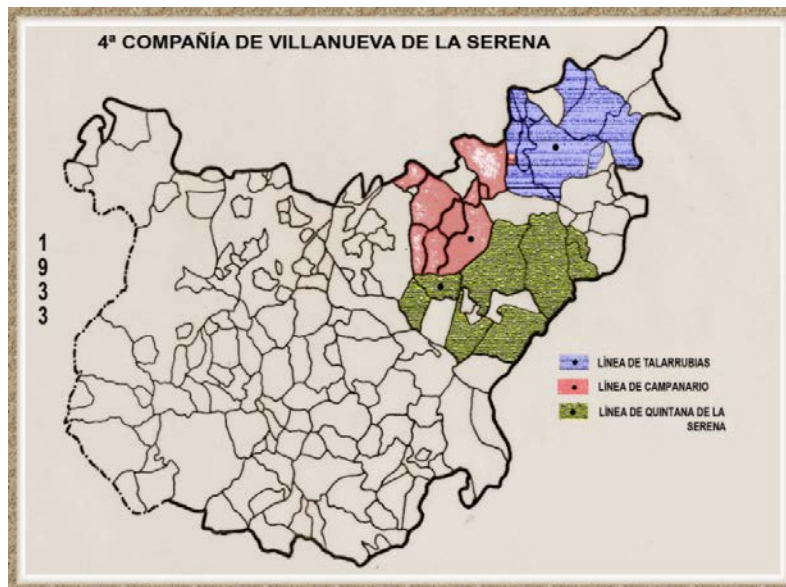 4ª COMPAÑÍA DE VILLANUEVA DE LA SERENA
1
9
3
3
LÍNEA DE TALARRUBIAS
LÍNEA DE CAMPANARIO
LÍNEA DE QUINTANA DE LA
SERENA